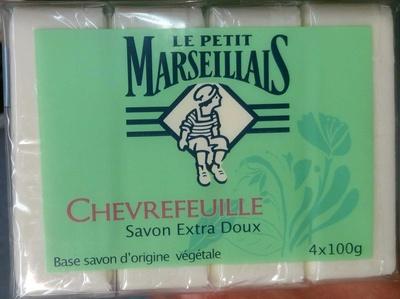 LE PETIT
MARSEILLAIS
CHEVREFEUILLE
Savon Extra Doux
4x100g
Base savon d'origine végétale